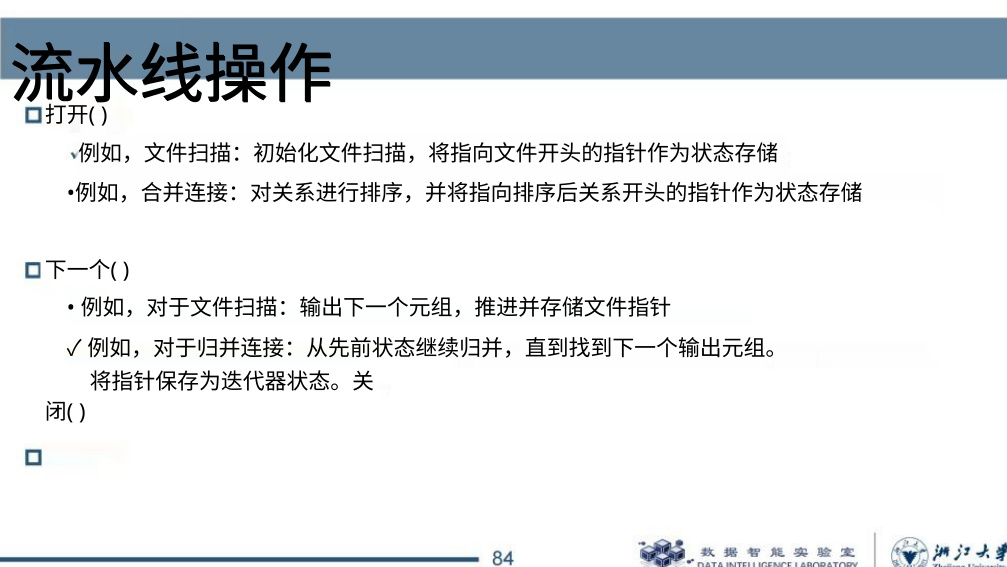 流水线操作
打开( )
✓例如，文件扫描：初始化文件扫描，将指向文件开头的指针作为状态存储
•例如，合并连接：对关系进行排序，并将指向排序后关系开头的指针作为状态存储
下一个( )
• 例如，对于文件扫描：输出下一个元组，推进并存储文件指针
✓ 例如，对于归并连接：从先前状态继续归并，直到找到下一个输出元组。
将指针保存为迭代器状态。关
闭( )
84
数据智能实验室
DATA INTELLIGENCE LABORATORY
浙江大学
Zhejiang University